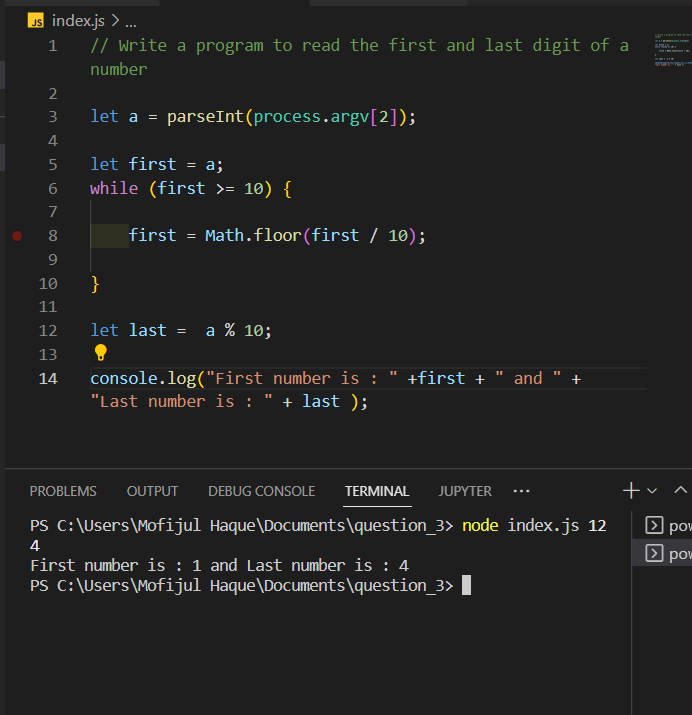 JS index.js > ...
1 // Write a program to read the first and last digit of a
number
2
3 let a = parseInt(process.argv[2]);
4
5 let first = a;
6 while (first >= 10) {
7
8 first = Math.floor(first / 10);
9
10 }
11
12 let last =  a % 10;
13
14 console.log("First number is : " +first + " and " +
"Last number is : " + last );
PROBLEMS OUTPUT DEBUG CONSOLE TERMINAL JUPYTER ...
PS C:\Users\Mofijul Haque\Documents\question_3> node index.js 12
4
First number is : 1 and Last number is : 4
PS C:\Users\Mofijul Haque\Documents\question_3>
pow
pow